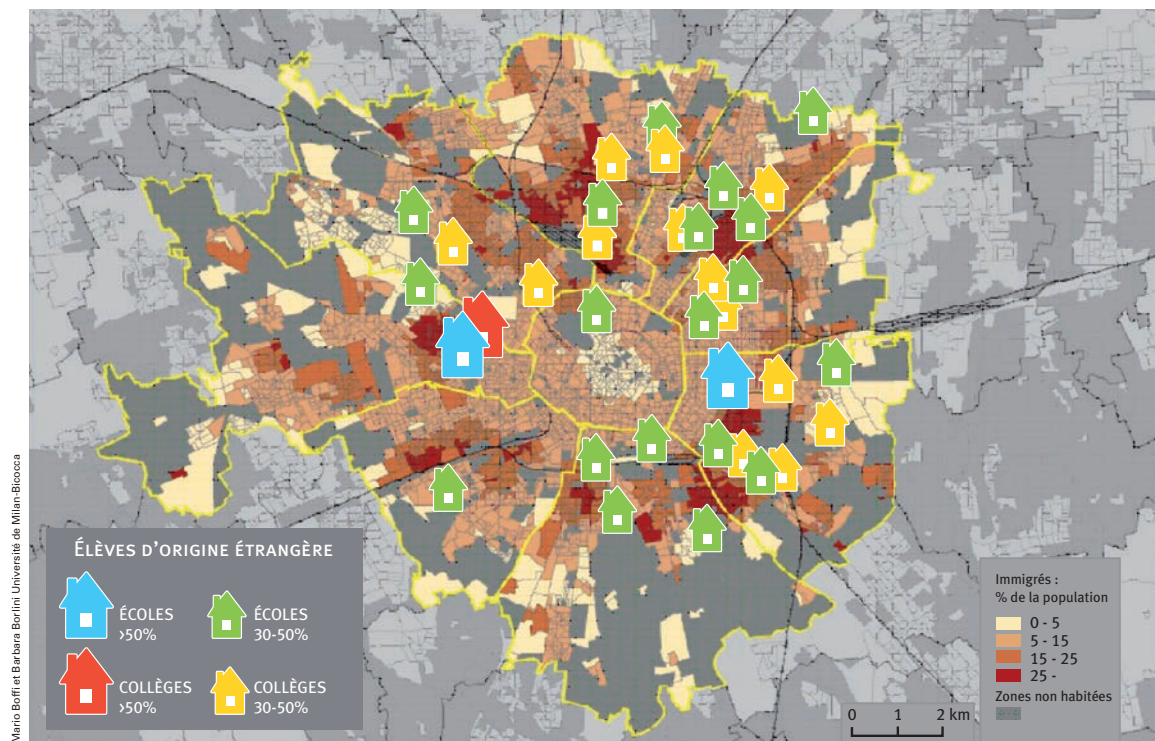 Mario Boffi et Barbara Borlini Université de Milan-Bicocca
ÉLÈVES D'ORIGINE ÉTRANGÈRE
ÉCOLES
>50%
ÉCOLES
30-50%
COLLÈGES
>50%
COLLÈGES
30-50%
Immigrés :
% de la population
0 - 5
5 - 15
15 - 25
25 -
Zones non habitées
0 1 2 km